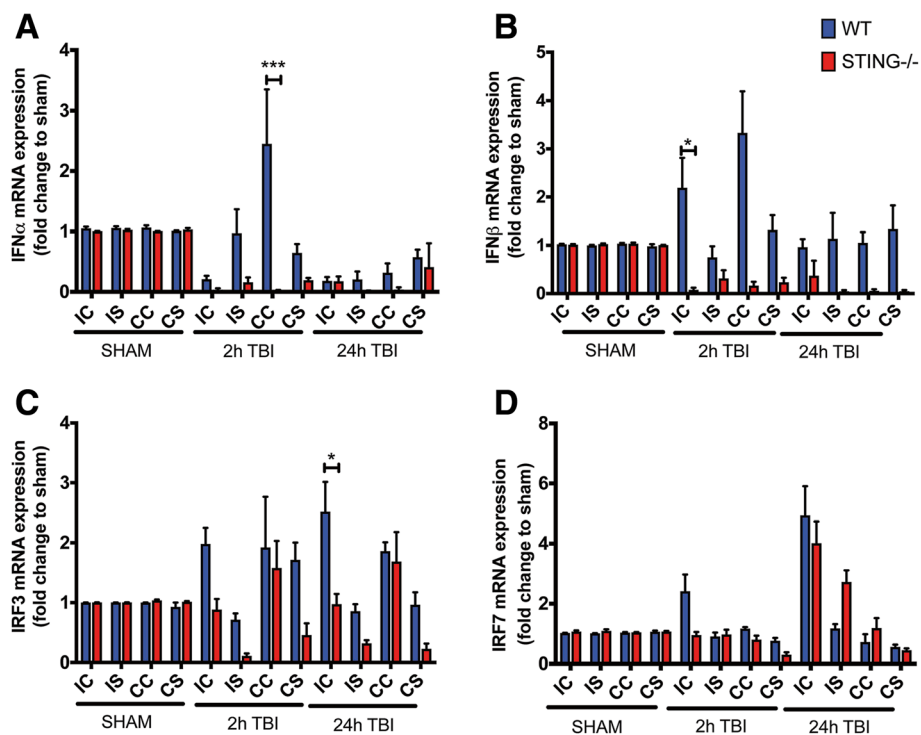 A
IFNα mRNA expression
(fold change to sham)
4
3
2
1
0
***
IC IS CC CS IC IS CC CS IC IS CC CS
SHAM 2h TBI 24h TBI
B
WT
STING-/-
IFNβ mRNA expression
(fold change to sham)
5
4
3
2
1
0
*
IC IS CC CS IC IS CC CS IC IS CC CS
SHAM 2h TBI 24h TBI
C
IRF3 mRNA expression
(fold change to sham)
4
3
2
1
0
*
IC IS CC CS IC IS CC CS IC IS CC CS
SHAM 2h TBI 24h TBI
D
IRF7 mRNA expression
(fold change to sham)
8
6
4
2
0
IC IS CC CS IC IS CC CS IC IS CC CS
SHAM 2h TBI 24h TBI